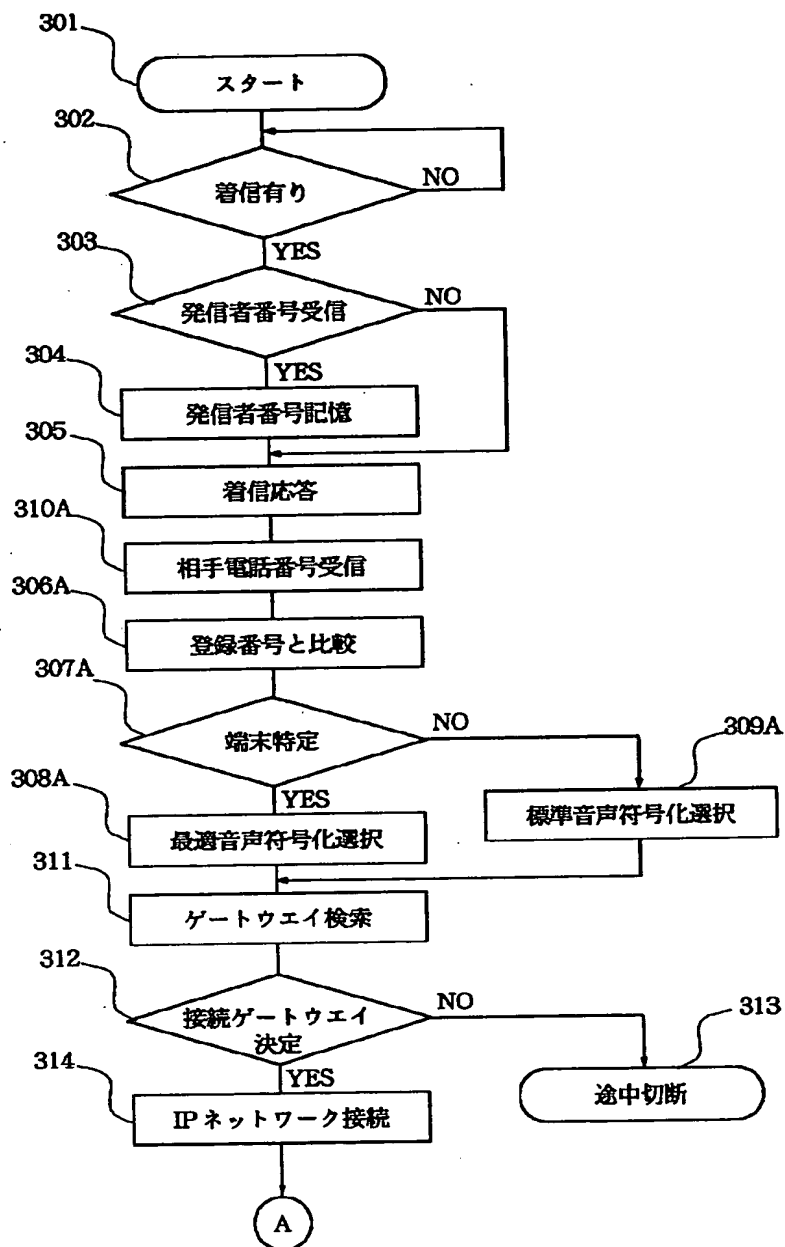 301
スタート
302
着信有り
NO
YES
303
発信者番号受信
NO
YES
304
発信者番号記憶
305
着信応答
310A
相手電話番号受信
306A
登録番号と比較
307A
端末特定
NO
309A
YES
308A
最適音声符号化選択
標準音声符号化選択
311
ゲートウエイ検索
312
接続ゲートウエイ
決定
NO
313
YES
途中切断
314
IPネットワーク接続
A